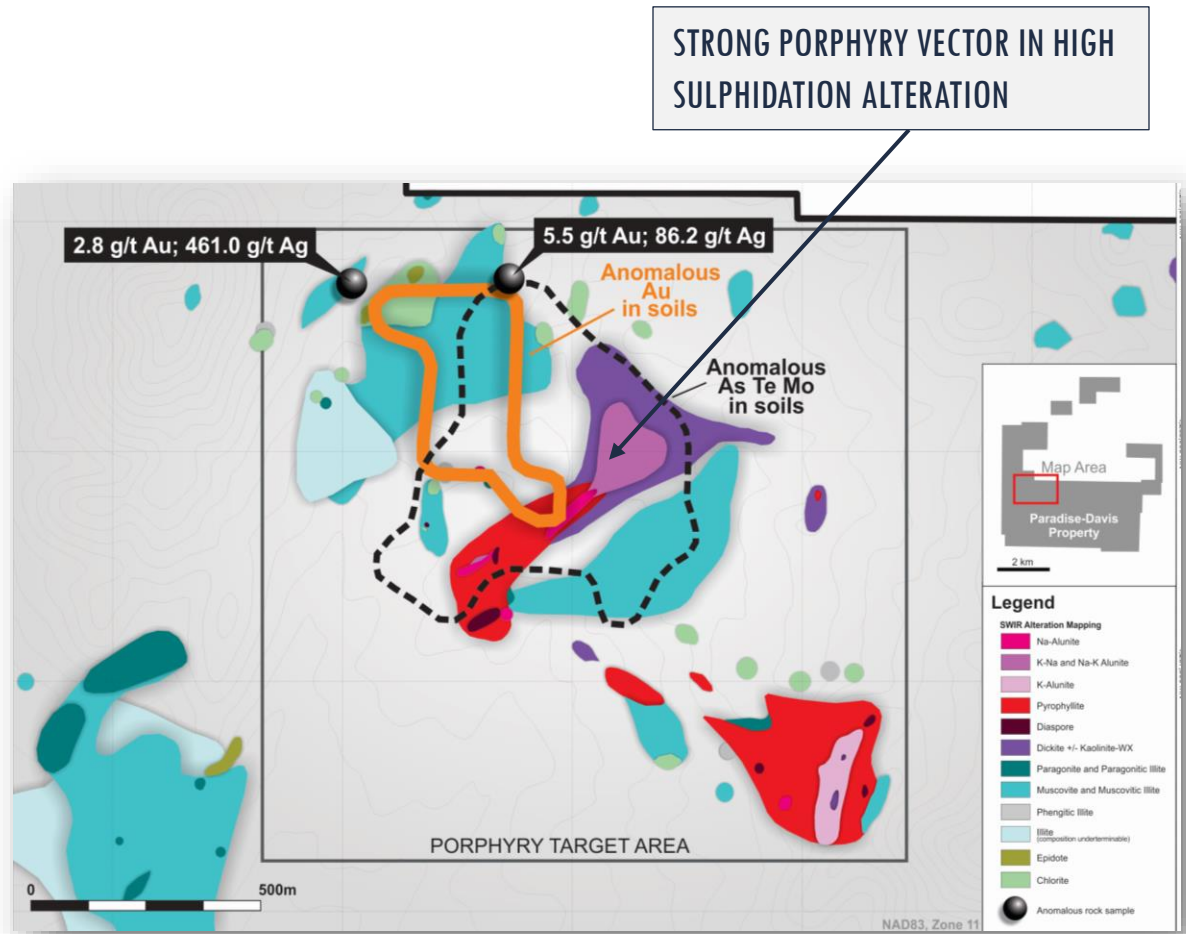 STRONG PORPHYRY VECTOR IN HIGH
SULPHIDATION ALTERATION
2.8 g/t Au; 461.0 g/t Ag
5.5 g/t Au; 86.2 g/t Ag
Anomalous
Au
in soils
Anomalous
As Te Mo
in soils
Map Area
Paradise-Davis
Property
2 km
Legend
SWIR Alteration Mapping
Na-Alunite
K-Na and Na-K Alunite
K-Alunite
Pyrophyllite
Diaspore
Dickite +/- Kaolinite-WX
Paragonite and Paragonitic Illite
Muscovite and Muscovitic Illite
Phengitic Illite
Illite
(composition undeterminable)
Epidote
Chlorite
Anomalous rock sample
PORPHYRY TARGET AREA
0 500m
NAD83, Zone 11